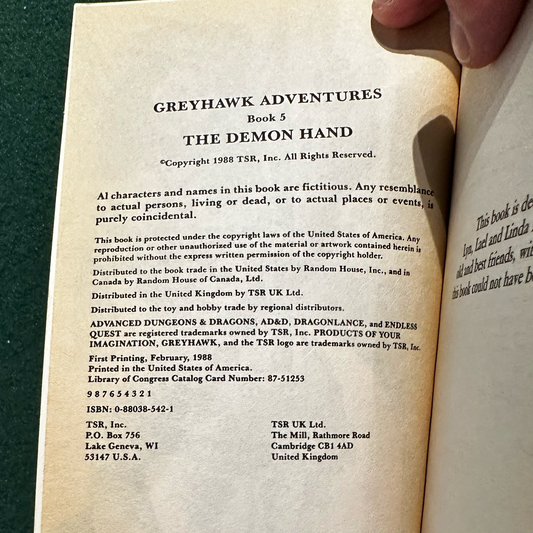 GREYHAWK ADVENTURES
Book 5
THE DEMON HAND
©Copyright 1988 TSR, Inc. All Rights Reserved.
Al characters and names in this book are fictitious. Any resemblance
to actual persons, living or dead, or to actual places or events, is
purely coincidental.
This book is protected under the copyright laws of the United States of America. Any
reproduction or other unauthorized use of the material or artwork contained herein is
prohibited without the express written permission of the copyright holder.
Distributed to the book trade in the United States by Random House, Inc., and in
Canada by Random House of Canada, Ltd.
Distributed in the United Kingdom by TSR UK Ltd.
Distributed to the toy and hobby trade by regional distributors.
ADVANCED DUNGEONS & DRAGONS, AD&D, DRAGONLANCE, and ENDLESS
QUEST are registered trademarks owned by TSR, Inc. PRODUCTS OF YOUR
IMAGINATION, GREYHAWK, and the TSR logo are trademarks owned by TSR, Inc.
First Printing, February, 1988
Printed in the United States of America.
Library of Congress Catalog Card Number: 87-51253
9 8 7 6 5 4 3 2 1
ISBN: 0-88038-542-1
TSR, Inc.
P.O. Box 756
Lake Geneva, WI
53147 U.S.A.
TSR UK Ltd.
The Mill, Rathmore Road
Cambridge CB1 4AD
United Kingdom
This book is de
Lyn, Lael and Linda
old and best friends, wi
this book could not have b